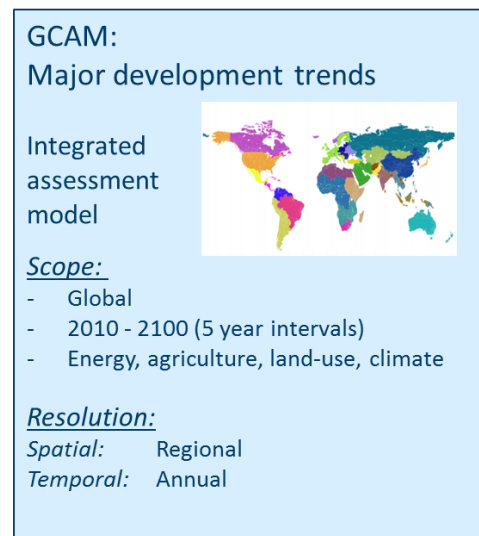 GCAM:
Major development trends
Integrated
assessment
model
Scope:
- Global
- 2010 - 2100 (5 year intervals)
- Energy, agriculture, land-use, climate
Resolution:
Spatial: Regional
Temporal: Annual